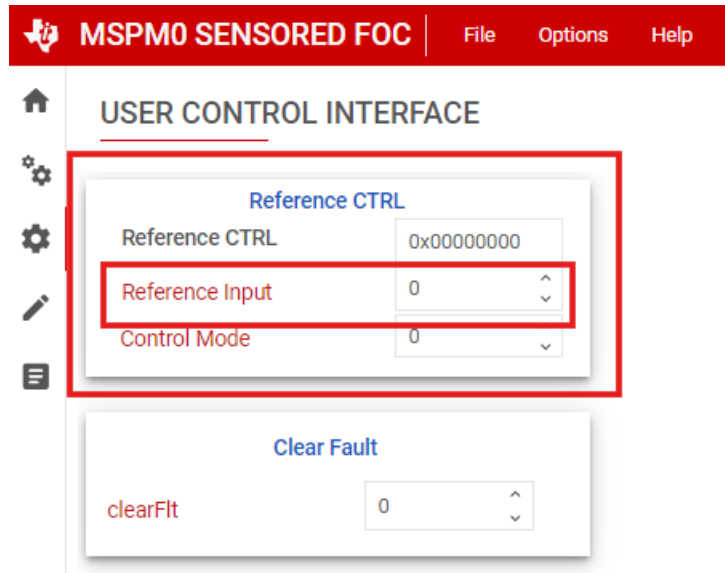 MSPM0 SENSORED FOC File Options Help
USER CONTROL INTERFACE
Reference CTRL
Reference CTRL 0x00000000
Reference Input 0
Control Mode 0
Clear Fault
clearFlt 0